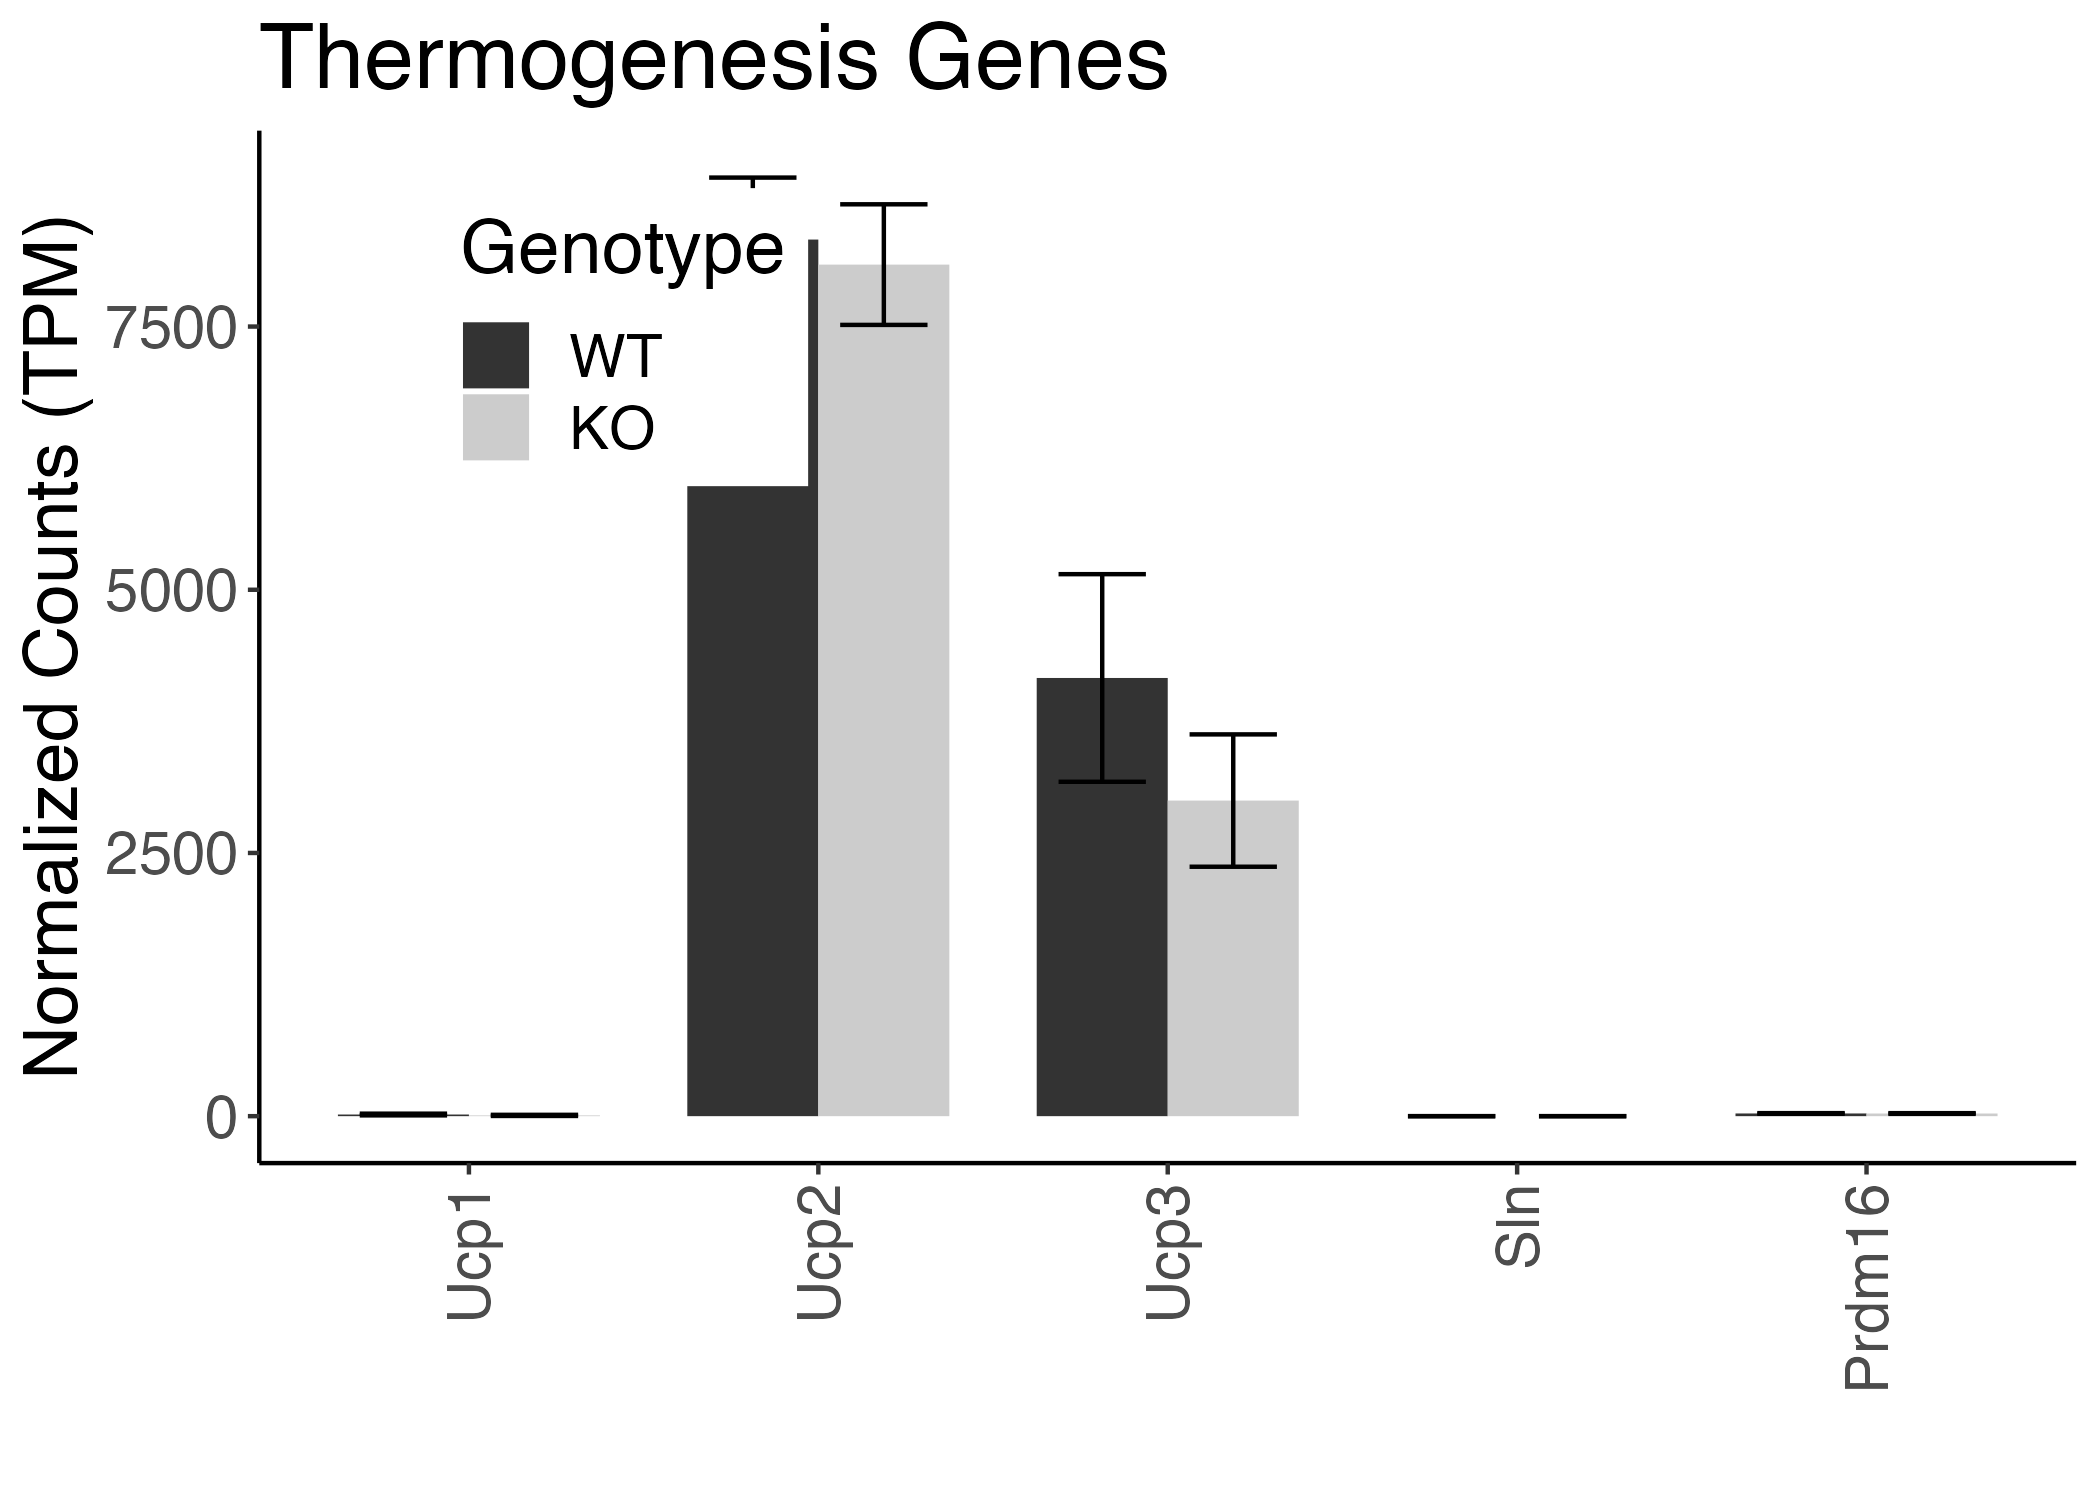 Thermogenesis Genes
Normalized Counts (TPM)
7500
5000
2500
0
Genotype
WT
KO
Ucp1
Ucp2
Ucp3
Sln
Prdm16